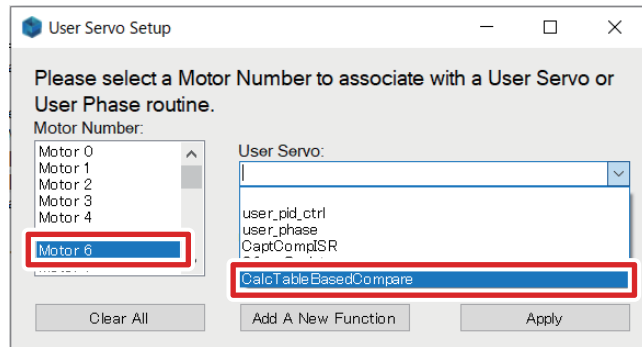 User Servo Setup
Please select a Motor Number to associate with a User Servo or
User Phase routine.
Motor Number:
Motor 0
Motor 1
Motor 2
Motor 3
Motor 4
Motor 6
User Servo:
user_pid_ctrl
user_phase
CaptCompISR
CalcTableBasedCompare
Clear All
Add A New Function
Apply